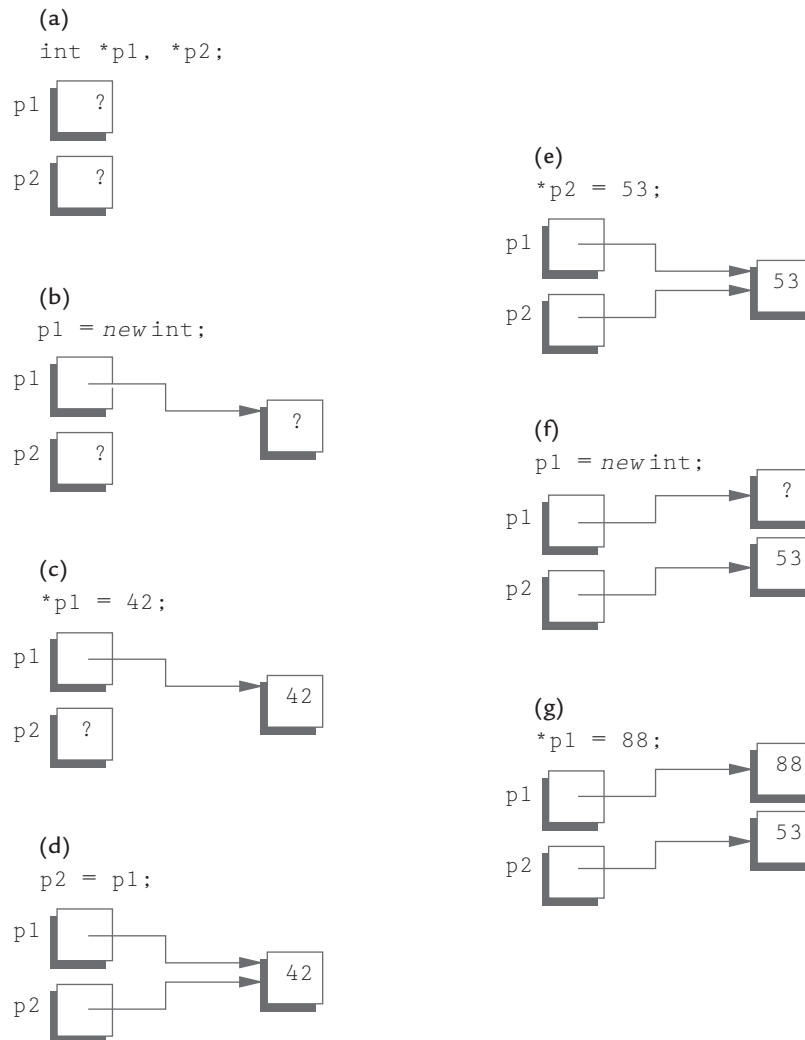 (a)
int *p1, *p2;
p1 ?
p2 ?
(b)
p1 = new int;
p1
?
p2 ?
(c)
*p1 = 42;
p1
42
p2 ?
(d)
p2 = p1;
p1
42
p2
(e)
*p2 = 53;
p1
53
p2
(f)
p1 = new int;
?
p1
53
p2
(g)
*p1 = 88;
88
p1
53
p2